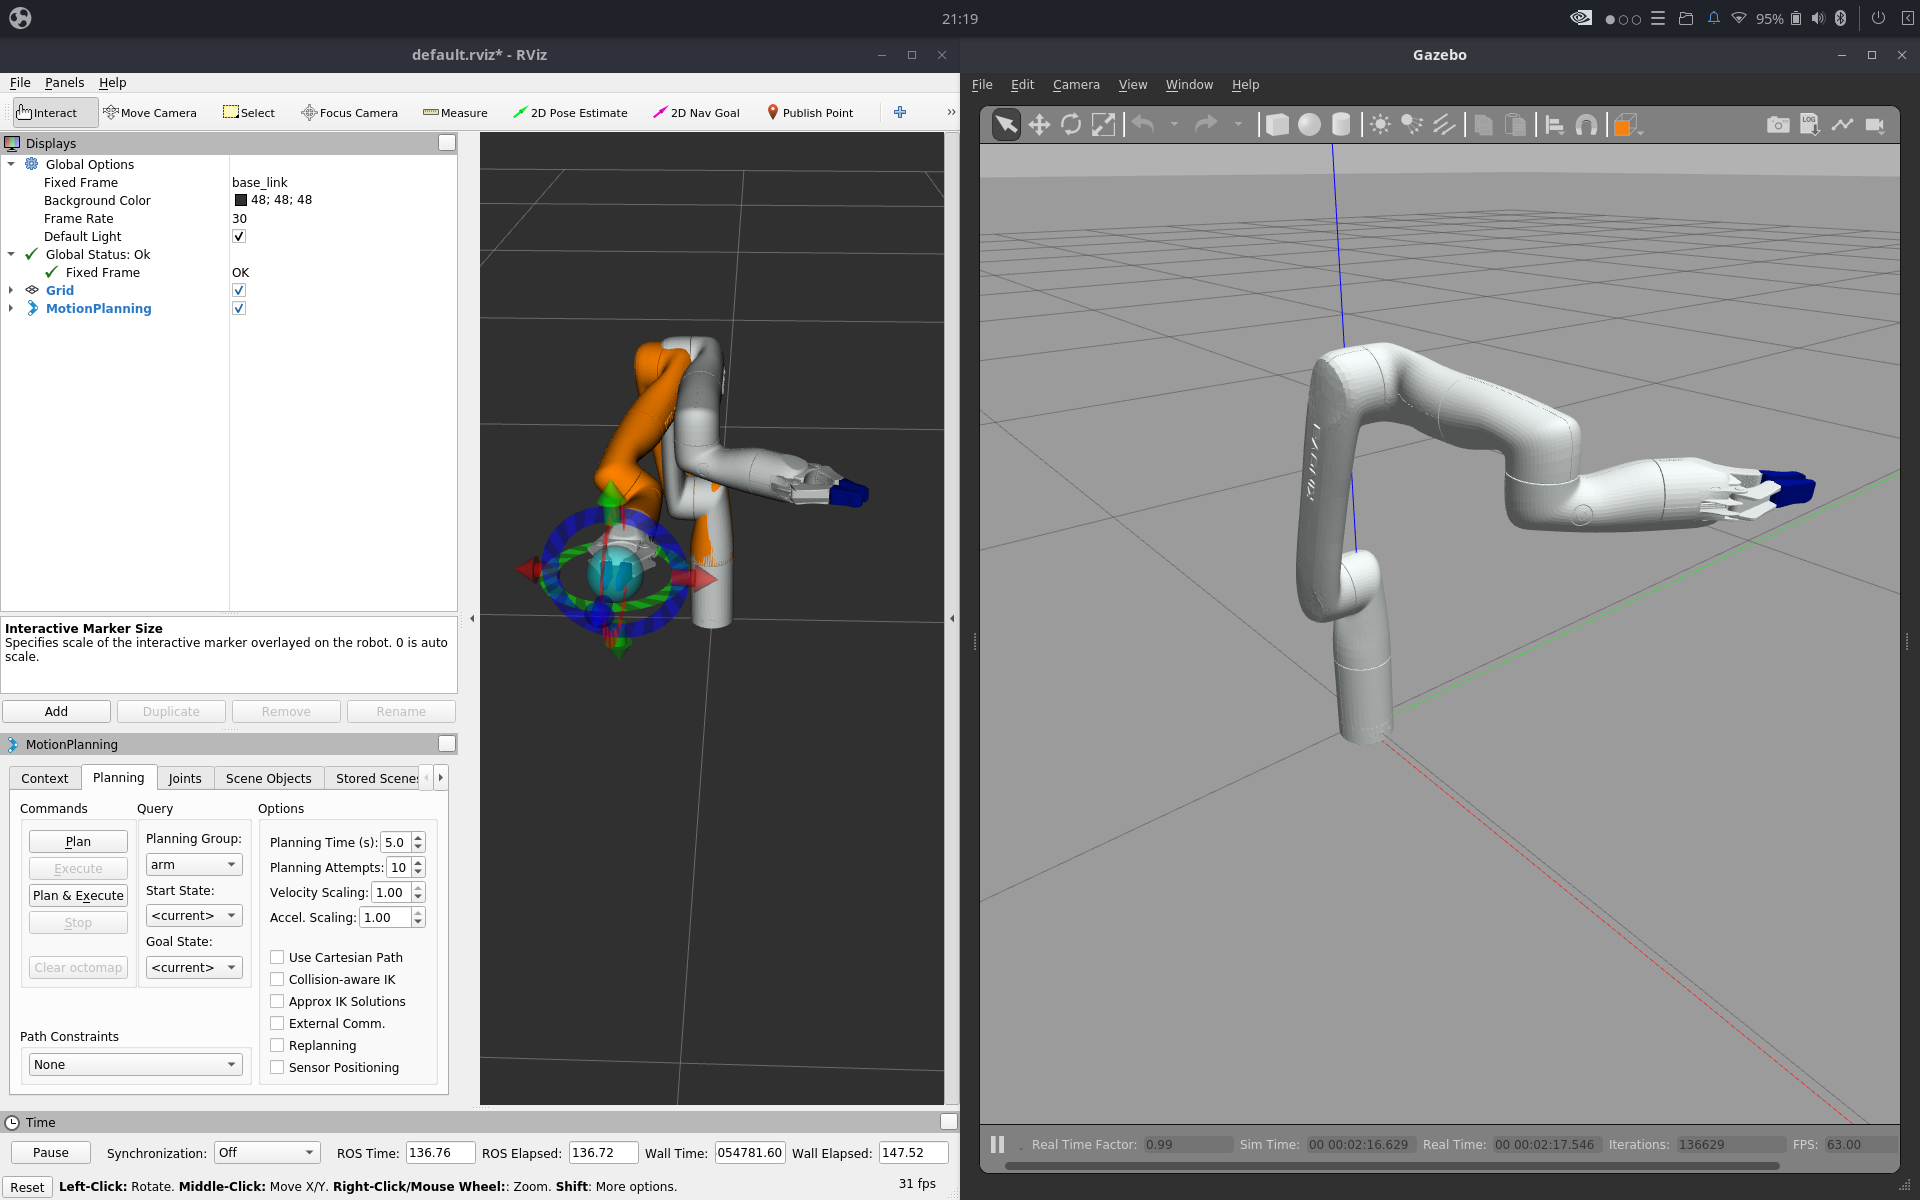 21:19
95%
default.rviz* - RViz
File Panels Help
Interact Move Camera Select Focus Camera Measure 2D Pose Estimate 2D Nav Goal Publish Point »
Displays
Global Options
Fixed Frame base_link
Background Color 48; 48; 48
Frame Rate 30
Default Light
Global Status: Ok
Fixed Frame OK
Grid
MotionPlanning
Interactive Marker Size
Specifies scale of the interactive marker overlayed on the robot. 0 is auto
scale.
Add Duplicate Remove Rename
MotionPlanning
Context Planning Joints Scene Objects Stored Scenes
Commands Query Options
Plan
Execute
Plan & Execute
Stop
Clear octomap
Planning Group:
arm
Start State:
<current>
Goal State:
<current>
Planning Time (s): 5.0
Planning Attempts: 10
Velocity Scaling: 1.00
Accel. Scaling: 1.00
Use Cartesian Path
Collision-aware IK
Approx IK Solutions
External Comm.
Replanning
Sensor Positioning
Path Constraints
None
Time
Pause Synchronization: Off ROS Time: 136.76 ROS Elapsed: 136.72 Wall Time: 054781.60 Wall Elapsed: 147.52
Reset Left-Click: Rotate. Middle-Click: Move X/Y. Right-Click/Mouse Wheel:: Zoom. Shift: More options. 31 fps
Gazebo
File Edit Camera View Window Help
LOG
Real Time Factor: 0.99 Sim Time: 00 00:02:16.629 Real Time: 00 00:02:17.546 Iterations: 136629 FPS: 63.00